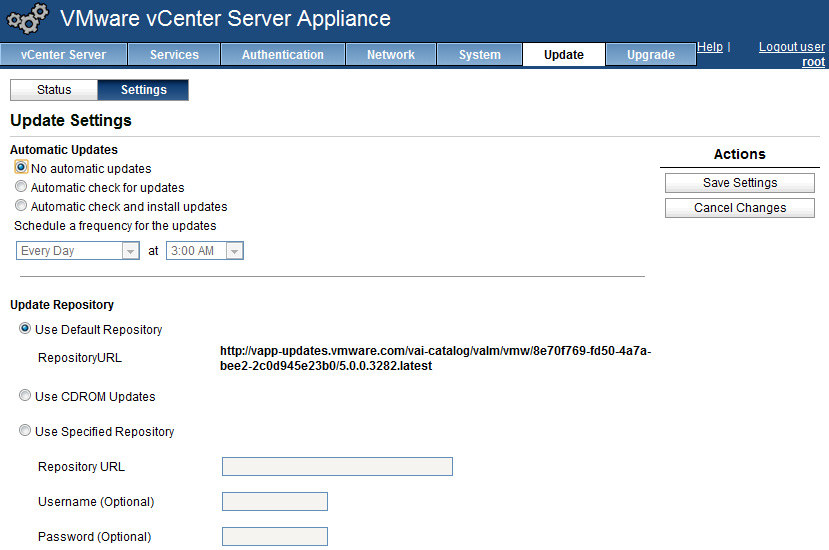 VMware vCenter Server Appliance
vCenter Server Services Authentication Network System Update Upgrade Help | Logout user root
Status Settings
Update Settings
Automatic Updates
No automatic updates
Automatic check for updates
Automatic check and install updates
Schedule a frequency for the updates
Every Day at 3:00 AM
Actions
Save Settings
Cancel Changes
Update Repository
Use Default Repository
RepositoryURL
http://vapp-updates.vmware.com/vai-catalog/valm/vmw/8e70f769-fd50-4a7a-
bee2-2c0d945e23b0/5.0.0.3282.latest
Use CDROM Updates
Use Specified Repository
Repository URL
Username (Optional)
Password (Optional)